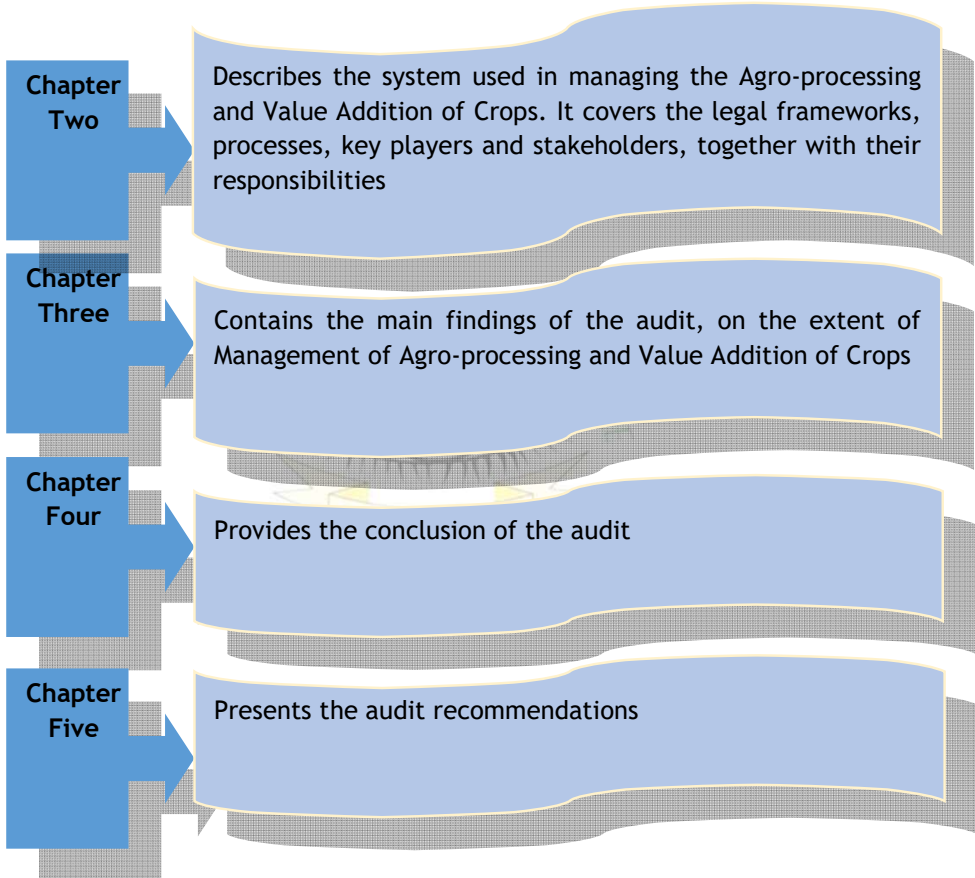 Chapter
Two
Describes the system used in managing the Agro-processing
and Value Addition of Crops. It covers the legal frameworks,
processes, key players and stakeholders, together with their
responsibilities
Chapter
Three
Contains the main findings of the audit, on the extent of
Management of Agro-processing and Value Addition of Crops
Chapter
Four
Provides the conclusion of the audit
Chapter
Five
Presents the audit recommendations